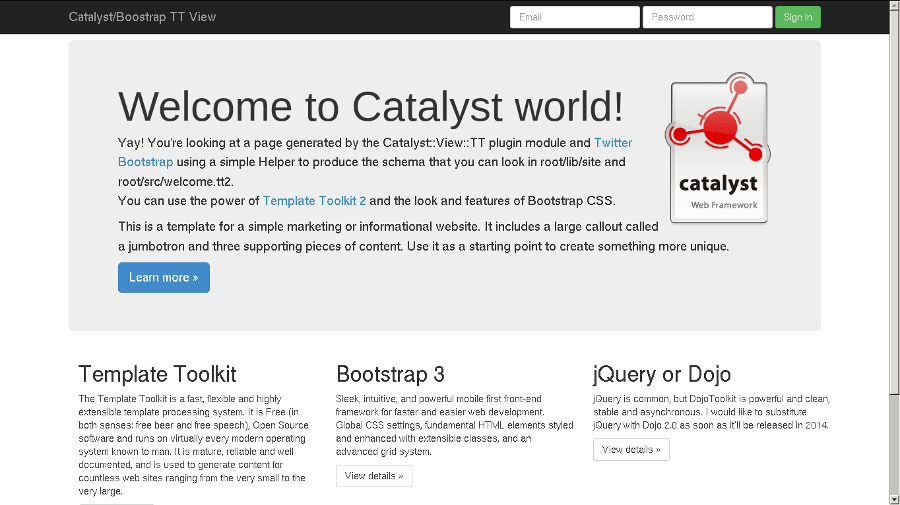 Catalyst/Boostrap TT View
Email
Password
Sign in
Welcome to Catalyst world!
Yay! You're looking at a page generated by the Catalyst::View::TT plugin module and Twitter
Bootstrap using a simple Helper to produce the schema that you can look in root/lib/site and
root/src/welcome.tt2.
You can use the power of Template Toolkit 2 and the look and features of Bootstrap CSS.
This is a template for a simple marketing or informational website. It includes a large callout called
a jumbotron and three supporting pieces of content. Use it as a starting point to create something more unique.
Learn more »
catalyst
Web Framework
Template Toolkit
The Template Toolkit is a fast, flexible and highly
extensible template processing system. It is Free (in
both senses: free beer and free speech), Open Source
software and runs on virtually every modern operating
system known to man. It is mature, reliable and well
documented, and is used to generate content for
countless web sites ranging from the very small to the
very large.
Bootstrap 3
Sleek, intuitive, and powerful mobile first front-end
framework for faster and easier web development.
Global CSS settings, fundamental HTML elements styled
and enhanced with extensible classes, and an
advanced grid system.
View details »
jQuery or Dojo
jQuery is common, but DojoToolkit is powerful and clean,
stable and asynchronous. I would like to substitute
jQuery with Dojo 2.0 as soon as it'll be released in 2014.
View details »